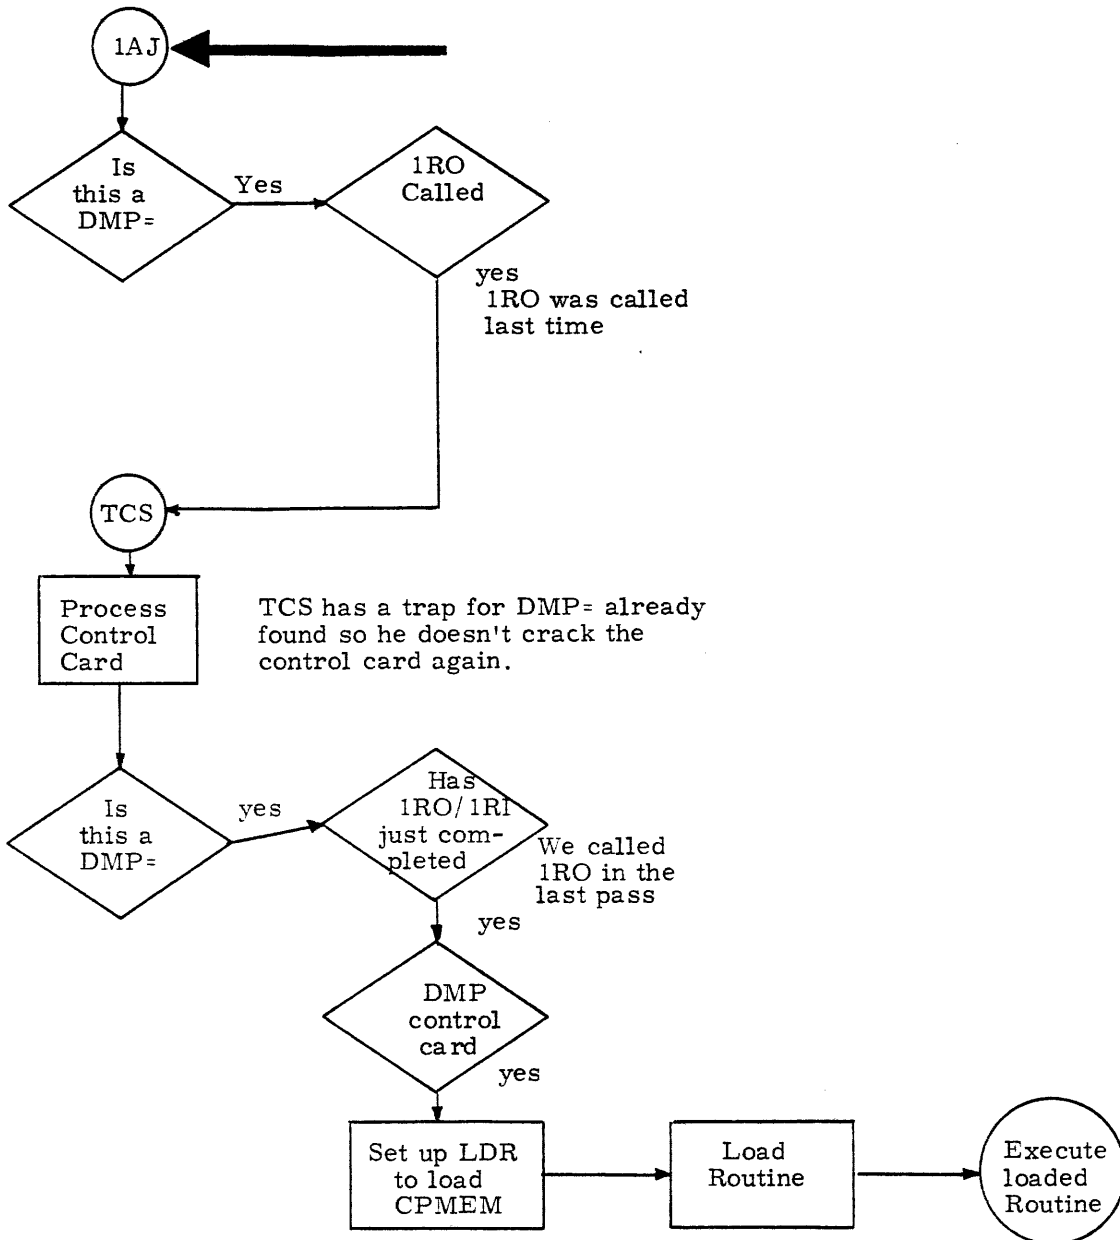 1AJ
Is
this a
DMP=
Yes
1RO
Called
yes
1RO was called
last time
TCS
Process
Control
Card
TCS has a trap for DMP= already
found so he doesn't crack the
control card again.
Is
this a
DMP=
yes
Has
1RO/1RI
just com-
pleted
We called
1RO in the
last pass
yes
DMP
control
card
yes
Set up LDR
to load
CPMEM
Load
Routine
Execute
loaded
Routine